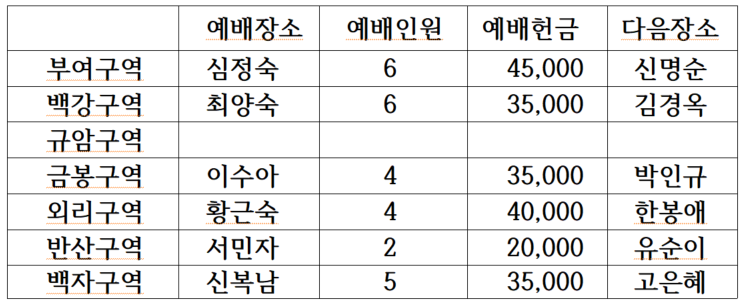 예배장소 예배인원 예배헌금 다음장소
부여구역 심정숙 6 45,000 신명순
백강구역 최양숙 6 35,000 김경옥
규암구역
금봉구역 이수아 4 35,000 박인규
외리구역 황근숙 4 40,000 한봉애
반산구역 서민자 2 20,000 유순이
백자구역 신복남 5 35,000 고은혜